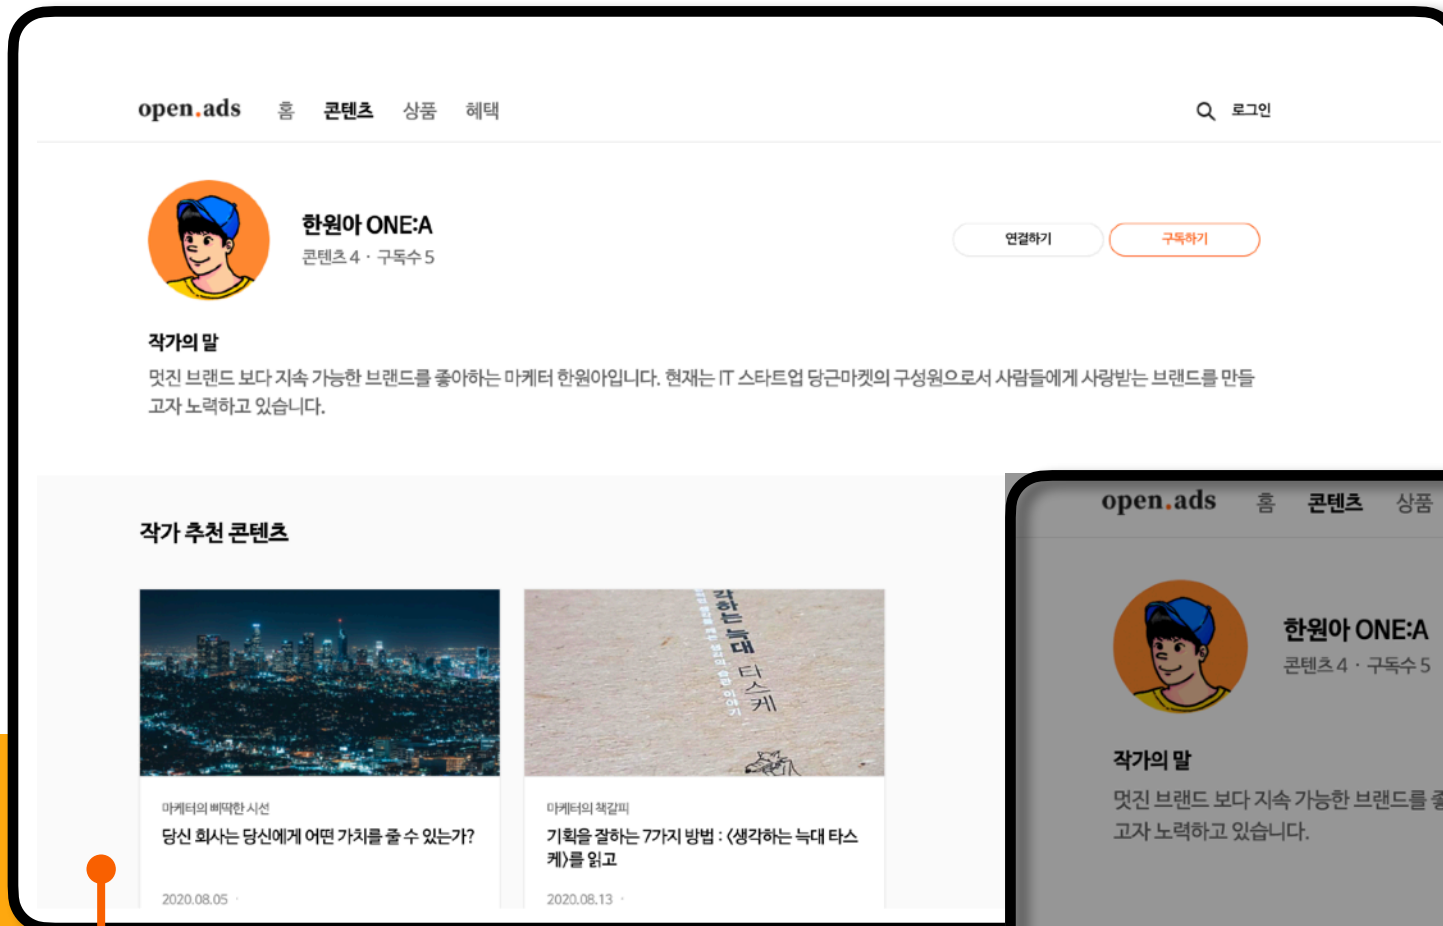 open.ads 홈 콘텐츠 상품 혜택 로그인
한원아 ONE:A
콘텐츠 4 · 구독수 5
연결하기 구독하기
작가의 말
멋진 브랜드 보다 지속 가능한 브랜드를 좋아하는 마케터 한원아입니다. 현재는 IT 스타트업 당근마켓의 구성원으로서 사람들에게 사랑받는 브랜드를 만들
고자 노력하고 있습니다.
작가 추천 콘텐츠
각하는 늑대 타스케
마케터의 삐딱한 시선
당신 회사는 당신에게 어떤 가치를 줄 수 있는가?
2020.08.05 ·
마케터의 책갈피
기획을 잘하는 7가지 방법 : 〈생각하는 늑대 타스
케〉를 읽고
2020.08.13 ·
open.ads 홈 콘텐츠 상품
한원아 ONE:A
콘텐츠 4 · 구독수 5
작가의 말
멋진 브랜드 보다 지속 가능한 브랜드를
고자 노력하고 있습니다.